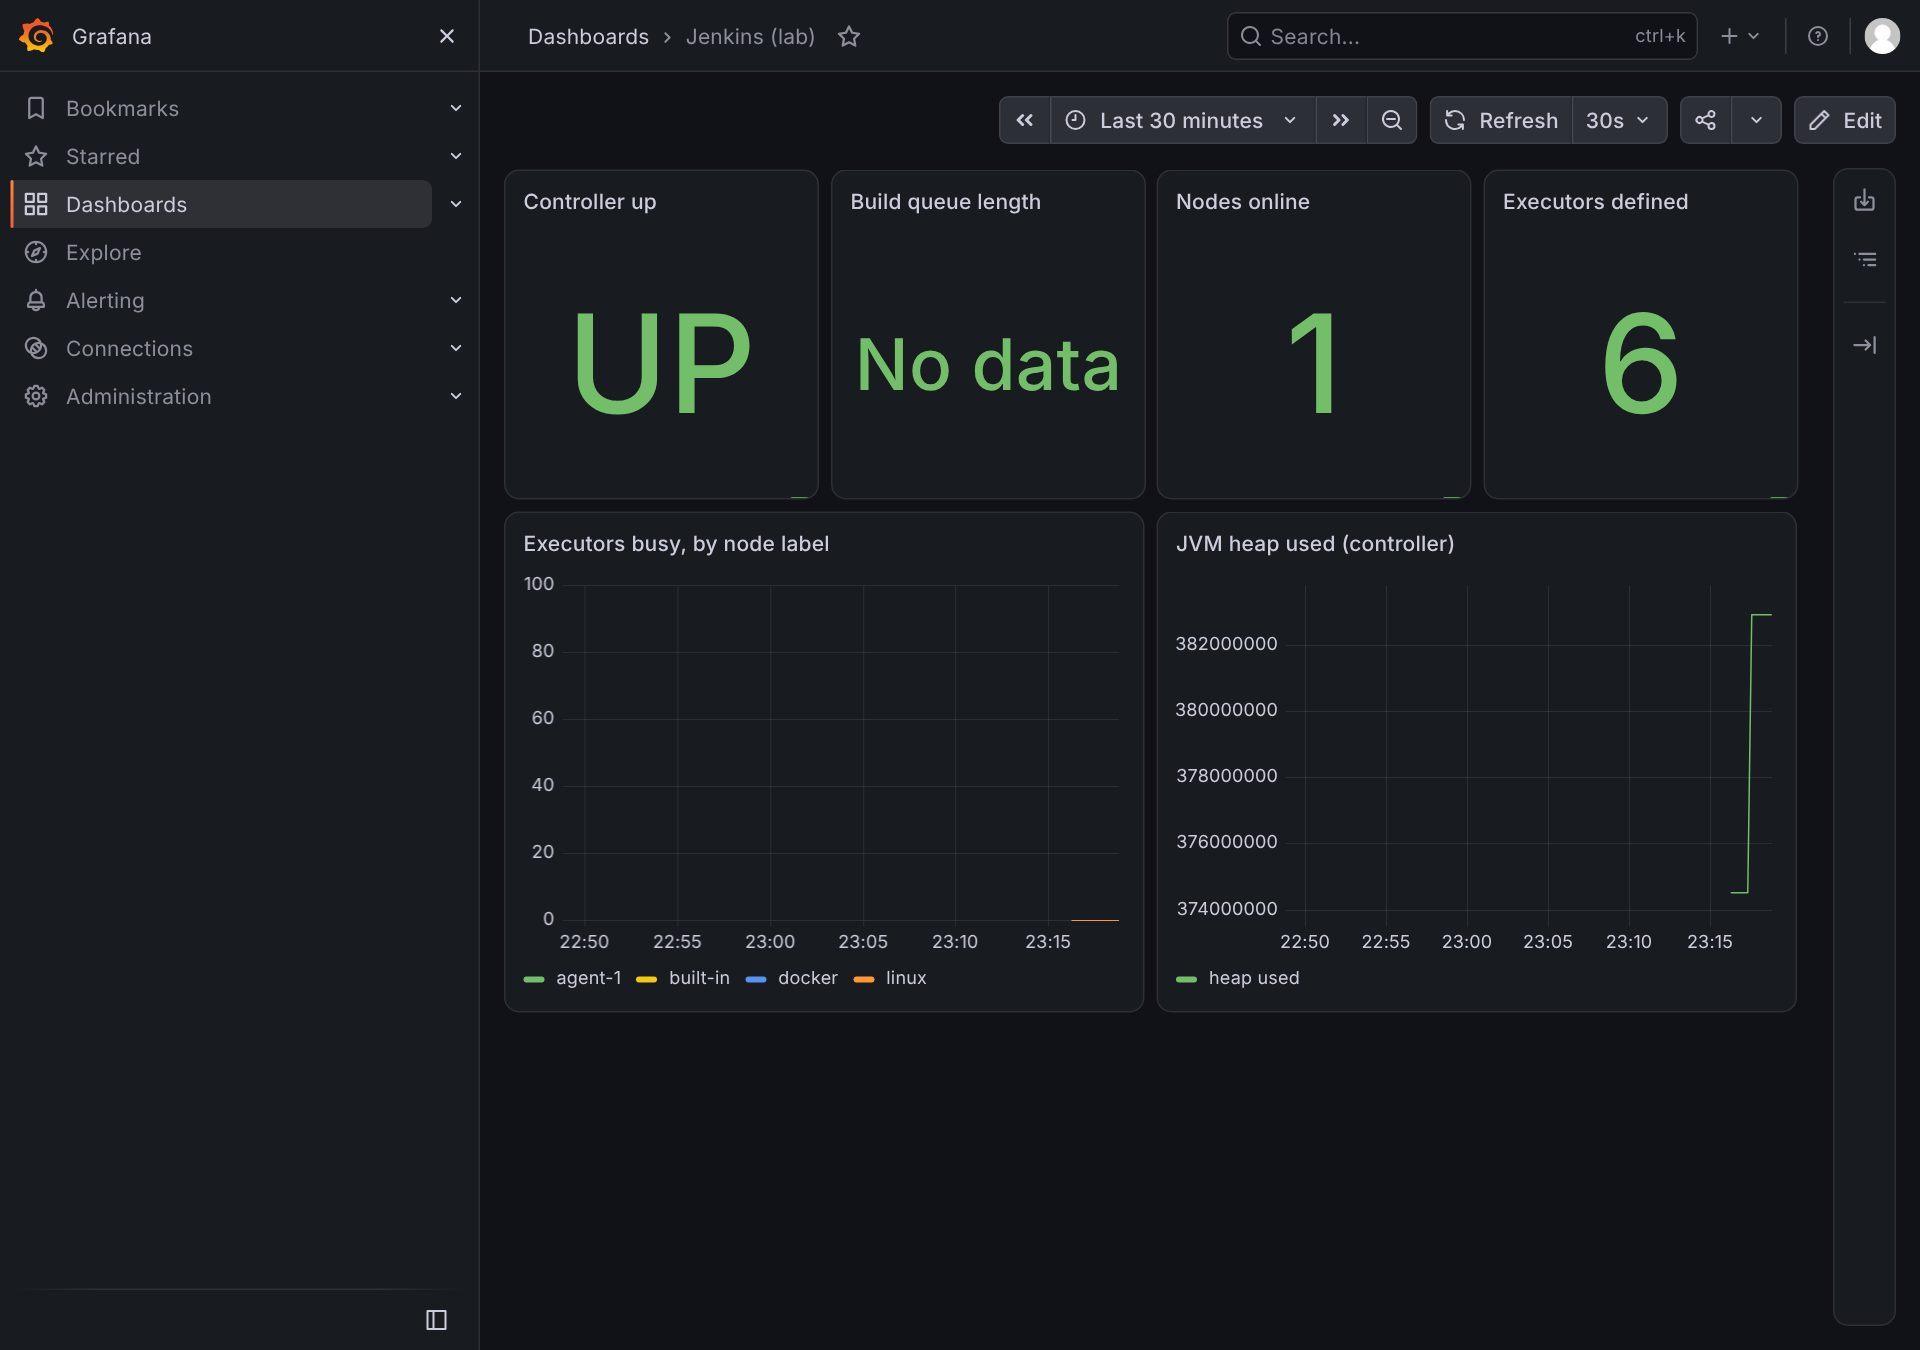 Grafana
Dashboards › Jenkins (lab)
Search...
ctrl+k
Bookmarks
Starred
Dashboards
Explore
Alerting
Connections
Administration
Last 30 minutes
Refresh
30s
Edit
Controller up
UP
Build queue length
No data
Nodes online
1
Executors defined
6
Executors busy, by node label
100
80
60
40
20
0
22:50 22:55 23:00 23:05 23:10 23:15
agent-1 built-in docker linux
JVM heap used (controller)
382000000
380000000
378000000
376000000
374000000
22:50 22:55 23:00 23:05 23:10 23:15
heap used